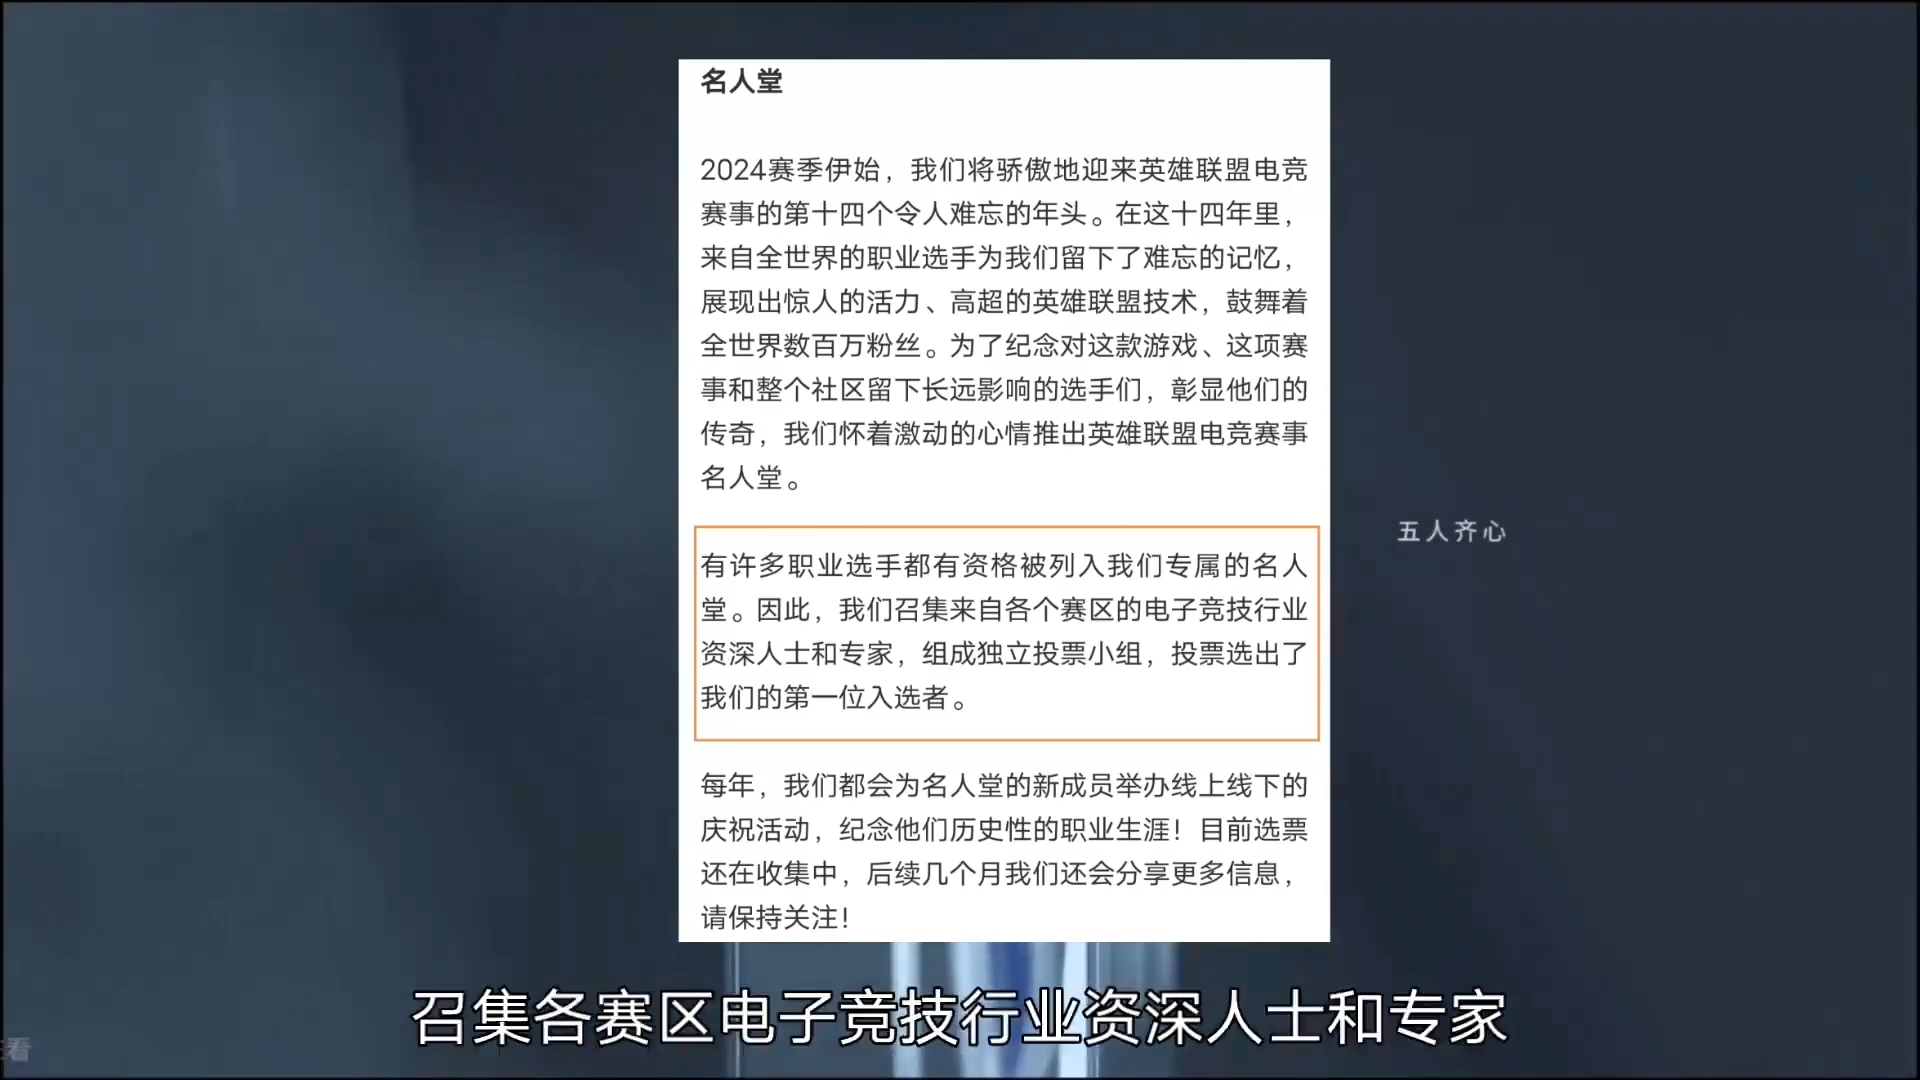 名人堂
2024赛季伊始，我们将骄傲地迎来英雄联盟电竞
赛事的第十四个令人难忘的年头。在这十四年里，
来自全世界的职业选手为我们留下了难忘的记忆，
展现出惊人的活力、高超的英雄联盟技术，鼓舞着
全世界数百万粉丝。为了纪念对这款游戏、这项赛
事和整个社区留下长远影响的选手们，彰显他们的
传奇，我们怀着激动的心情推出英雄联盟电竞赛事
名人堂。
有许多职业选手都有资格被列入我们专属的名人
堂。因此，我们召集来自各个赛区的电子竞技行业
资深人士和专家，组成独立投票小组，投票选出了
我们的第一位入选者。
每年，我们都会为名人堂的新成员举办线上线下的
庆祝活动，纪念他们历史性的职业生涯！目前选票
还在收集中，后续几个月我们还会分享更多信息，
请保持关注！
五人齐心
召集各赛区电子竞技行业资深人士和专家
看